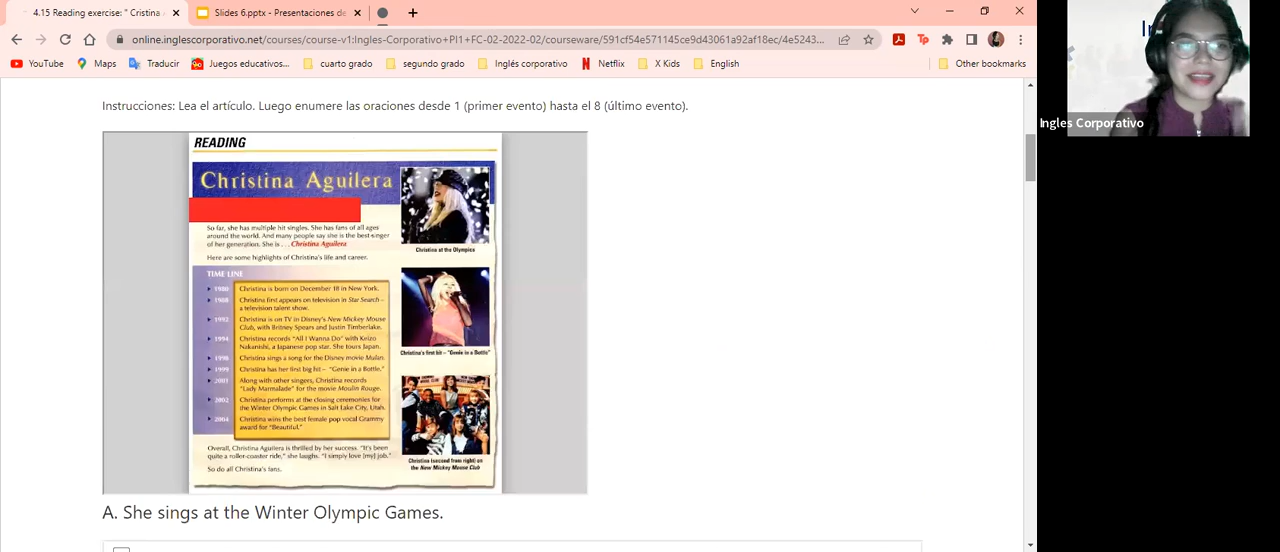 4.15 Reading exercise: " Cristina A
Slides 6.pptx - Presentaciones de
online.inglescorporativo.net/courses/course-v1:Ingles-Corporativo+PI1+FC-02-2022-02/courseware/591cf54e571145ce9d43061a92af18ec/4e5243...
YouTube
Maps
Traducir
Juegos educativos...
cuarto grado
segundo grado
Inglés corporativo
Netflix
X Kids
English
Other bookmarks
Ingles Corporativo
Instrucciones: Lea el artículo. Luego enumere las oraciones desde 1 (primer evento) hasta el 8 (último evento).
READING
Christina Aguilera
So far, she has multiple hit singles. She has fans of all ages
around the world. And many people say she is the best singer
of her generation. She is . . . Christina Aguilera
Here are some highlights of Christina's life and career.
TIME LINE
1980 Christina is born on December 18 in New York.
1988 Christina first appears on television in Star Search –
a television talent show.
1992 Christina is on TV in Disney's New Mickey Mouse
Club, with Britney Spears and Justin Timberlake.
1994 Christina records "All I Wanna Do" with Keizo
Nakanishi, a Japanese pop star. She tours Japan.
1998 Christina sings a song for the Disney movie Mulan.
1999 Christina has her first big hit – "Genie in a Bottle."
2001 Along with other singers, Christina records
"Lady Marmalade" for the movie Moulin Rouge.
2002 Christina performs at the closing ceremonies for
the Winter Olympic Games in Salt Lake City, Utah.
2004 Christina wins the best female pop vocal Grammy
award for "Beautiful."
Overall, Christina Aguilera is thrilled by her success. "It's been
quite a roller-coaster ride," she laughs. "I simply love [my] job."
So do all Christina's fans.
Christina at the Olympics
Christina's first hit – "Genie in a Bottle"
Christina (second from right) on
the New Mickey Mouse Club
A. She sings at the Winter Olympic Games.